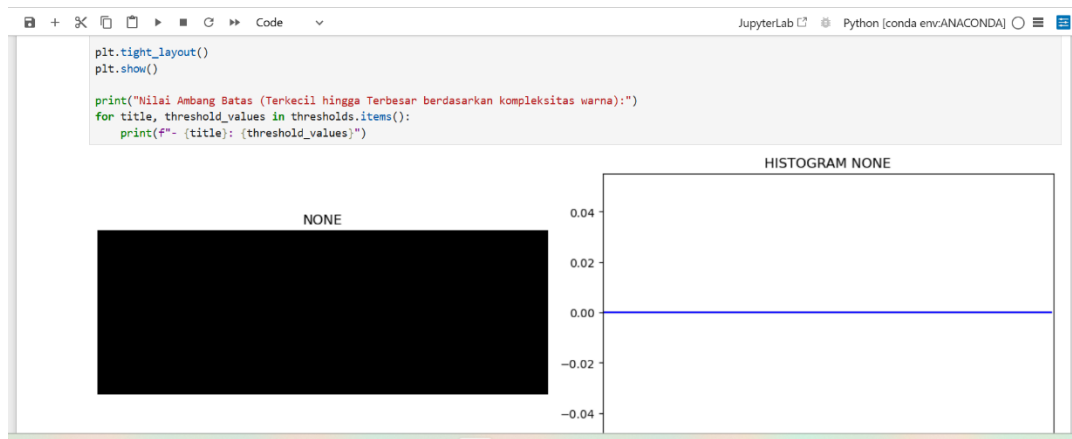 Code
JupyterLab
Python [conda env:ANACONDA]
plt.tight_layout()
plt.show()
print("Nilai Ambang Batas (Terkecil hingga Terbesar berdasarkan kompleksitas warna):")
for title, threshold_values in thresholds.items():
    print(f"- {title}: {threshold_values}")
NONE
HISTOGRAM NONE
0.04
0.02
0.00
−0.02
−0.04